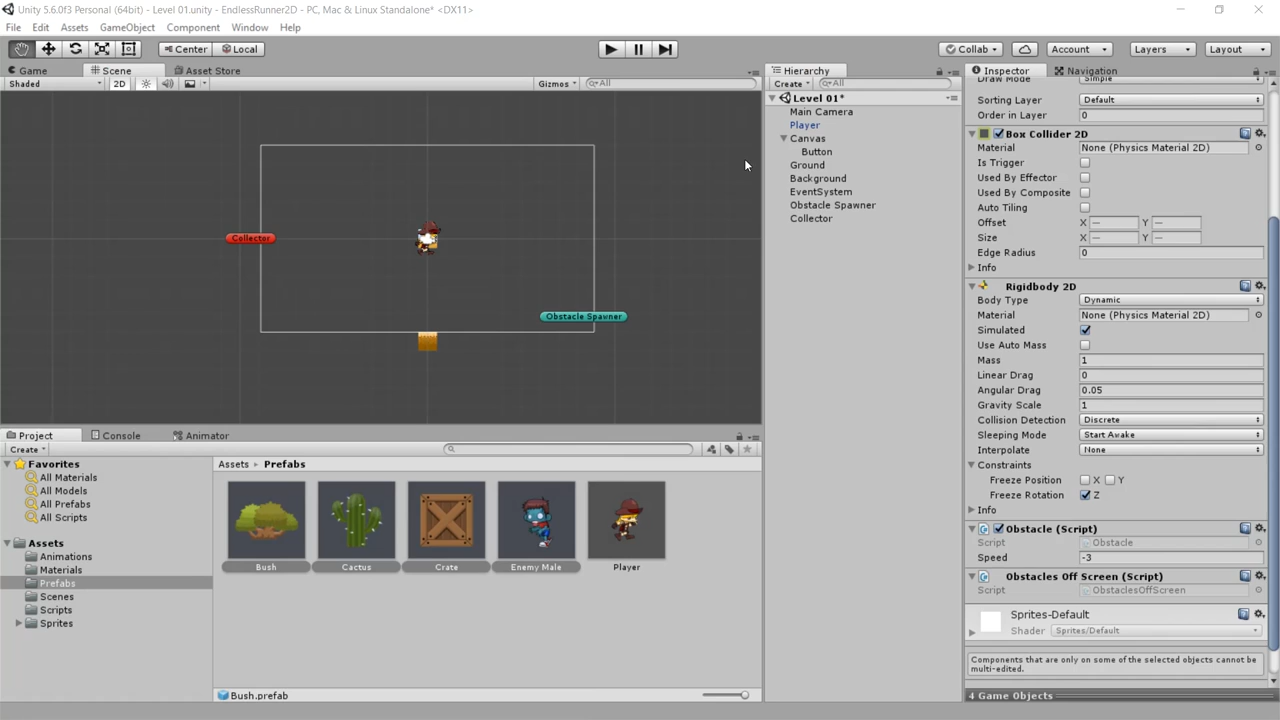 Unity 5.6.0f3 Personal (64bit) - Level 01.unity - EndlessRunner2D - PC, Mac & Linux Standalone* <DX11>
File Edit Assets GameObject Component Window Help
Center Local Collab Account Layers Layout
Game Scene Asset Store Hierarchy Inspector Navigation
Shaded 2D Gizmos All Create All
Draw Mode Simple
Level 01*
Sorting Layer Default
Main Camera
Order in Layer 0
Player
Box Collider 2D
Canvas
Material None (Physics Material 2D)
Button
Is Trigger
Ground
Used By Effector
Background
Used By Composite
EventSystem
Auto Tiling
Obstacle Spawner
Offset X — Y —
Collector
Size X — Y —
Collector
Edge Radius 0
Info
Rigidbody 2D
Body Type Dynamic
Obstacle Spawner
Material None (Physics Material 2D)
Simulated
Use Auto Mass
Mass 1
Linear Drag 0
Angular Drag 0.05
Gravity Scale 1
Collision Detection Discrete
Sleeping Mode Start Awake
Interpolate None
Constraints
Freeze Position X Y
Freeze Rotation Z
Info
Obstacle (Script)
Script Obstacle
Speed -3
Obstacles Off Screen (Script)
Script ObstaclesOffScreen
Sprites-Default
Shader Sprites/Default
Components that are only on some of the selected objects cannot be
multi-edited.
4 Game Objects
Project Console Animator
Create
Favorites
All Materials
All Models
All Prefabs
All Scripts
Assets
Animations
Materials
Prefabs
Scenes
Scripts
Sprites
Assets Prefabs
Bush Cactus Crate Enemy Male Player
Bush.prefab